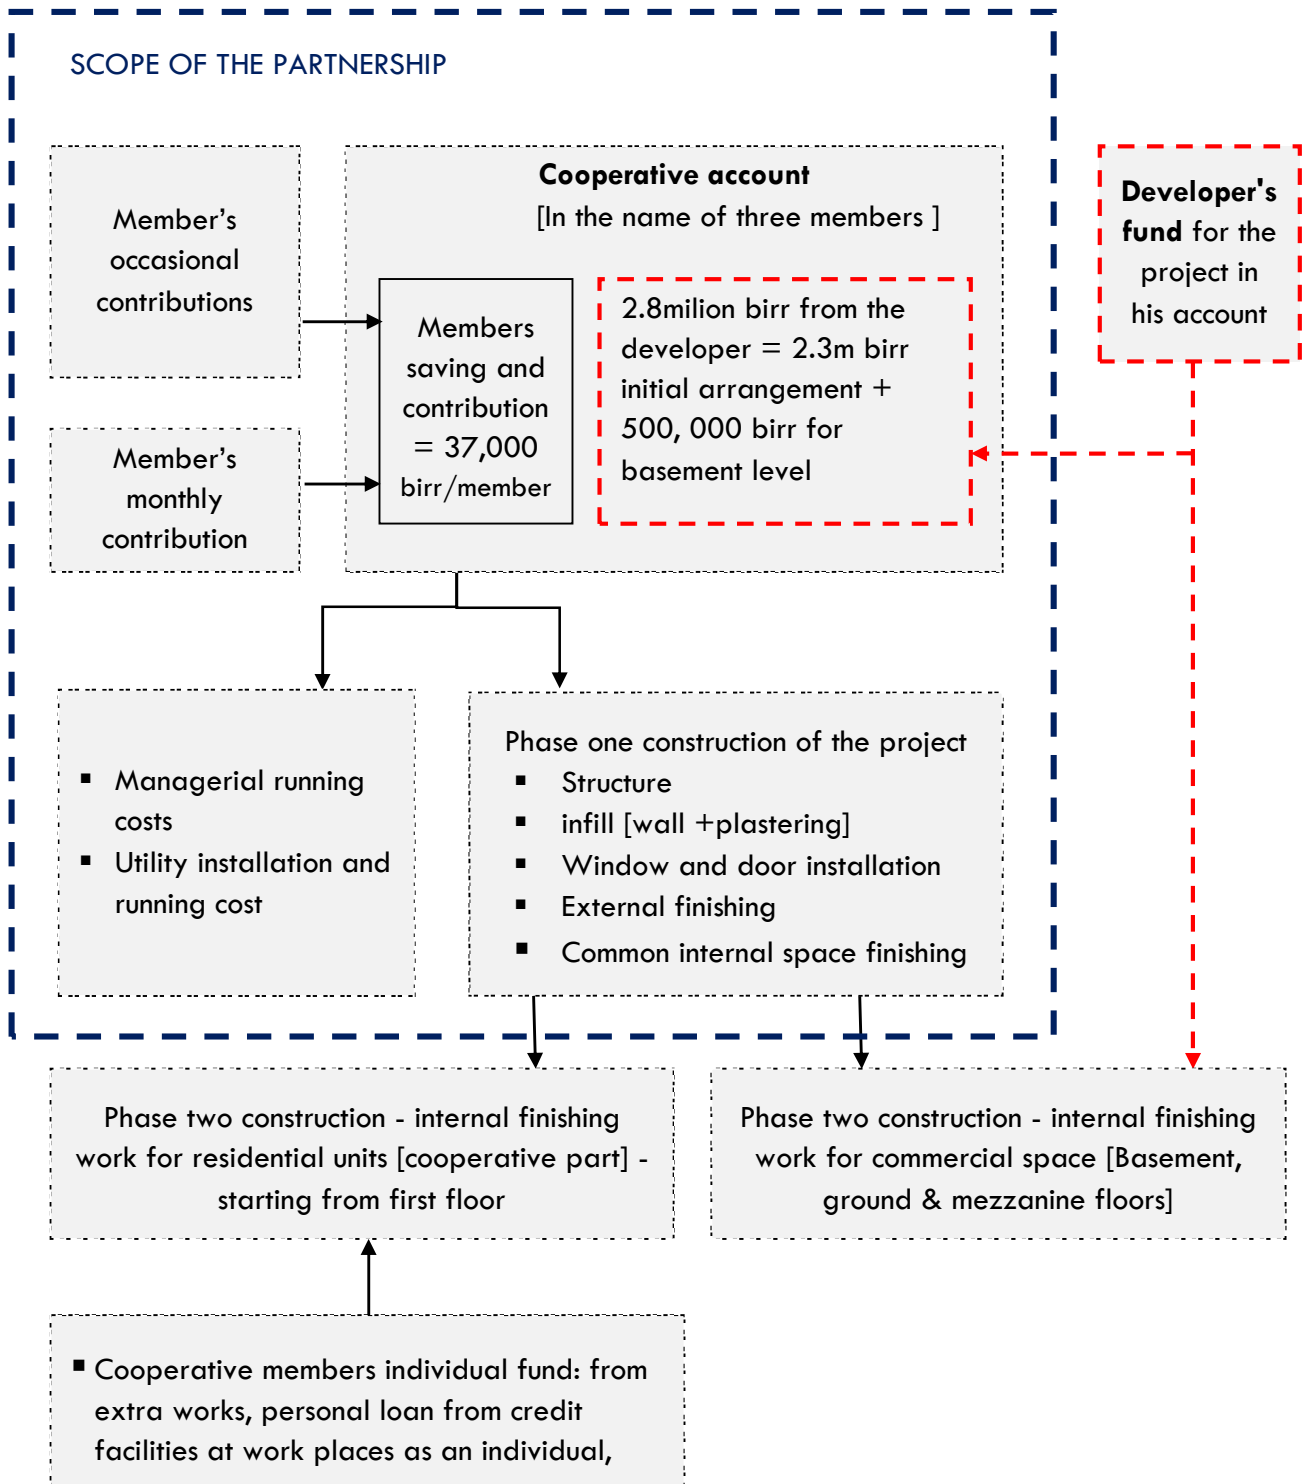 SCOPE OF THE PARTNERSHIP
Member’s
occasional
contributions
Member’s
monthly
contribution
Cooperative account
[In the name of three members ]
Members
saving and
contribution
= 37,000
birr/member
2.8milion birr from the
developer = 2.3m birr
initial arrangement +
500, 000 birr for
basement level
Developer's
fund for the
project in
his account
▪ Managerial running
costs
▪ Utility installation and
running cost
Phase one construction of the project
▪ Structure
▪ infill [wall +plastering]
▪ Window and door installation
▪ External finishing
▪ Common internal space finishing
Phase two construction - internal finishing
work for residential units [cooperative part] -
starting from first floor
Phase two construction - internal finishing
work for commercial space [Basement,
ground & mezzanine floors]
▪ Cooperative members individual fund: from
extra works, personal loan from credit
facilities at work places as an individual,